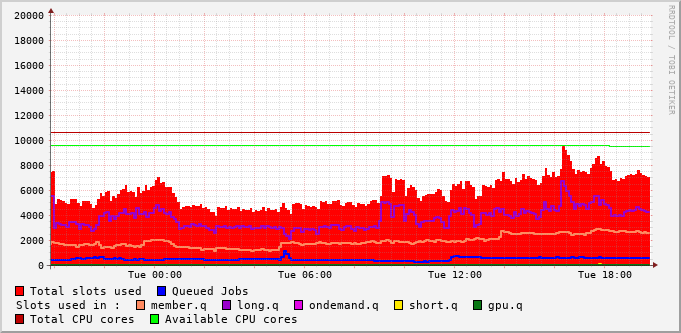 20000
18000
16000
14000
12000
10000
8000
6000
4000
2000
0
Tue 00:00 Tue 06:00 Tue 12:00 Tue 18:00
RRDTOOL / TOBI OETIKER
Total slots used Queued Jobs
Slots used in : member.q long.q ondemand.q short.q gpu.q
Total CPU cores Available CPU cores